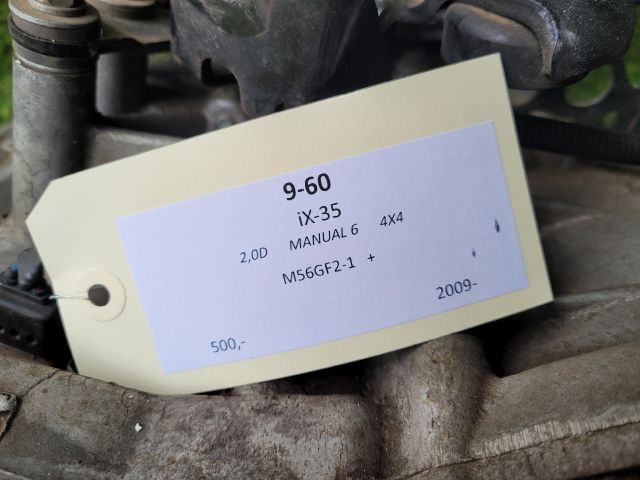 9-60
iX-35
2,0D MANUAL 6 4X4
M56GF2-1 +
2009-
500,-